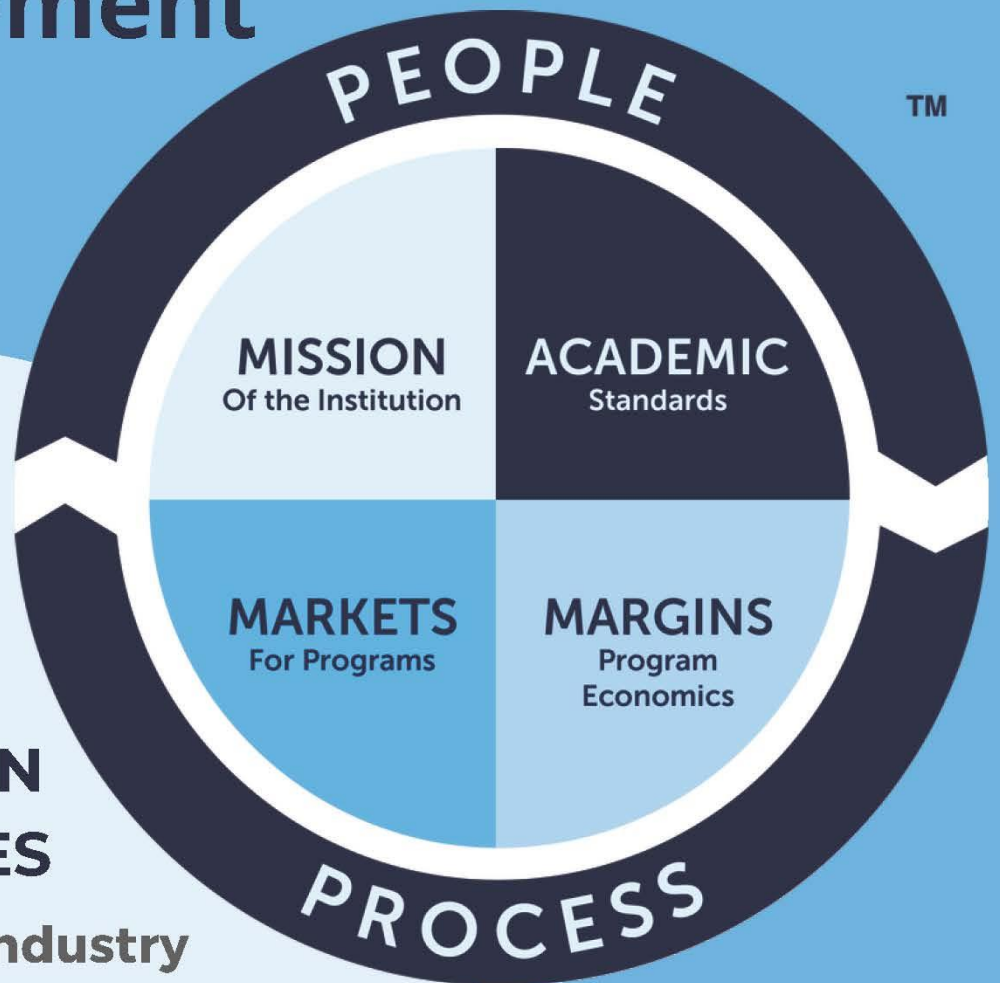 ment
PEOPLE
TM
MISSION
Of the Institution
ACADEMIC
Standards
MARKETS
For Programs
MARGINS
Program
Economics
N
ES
ndustry
PROCESS